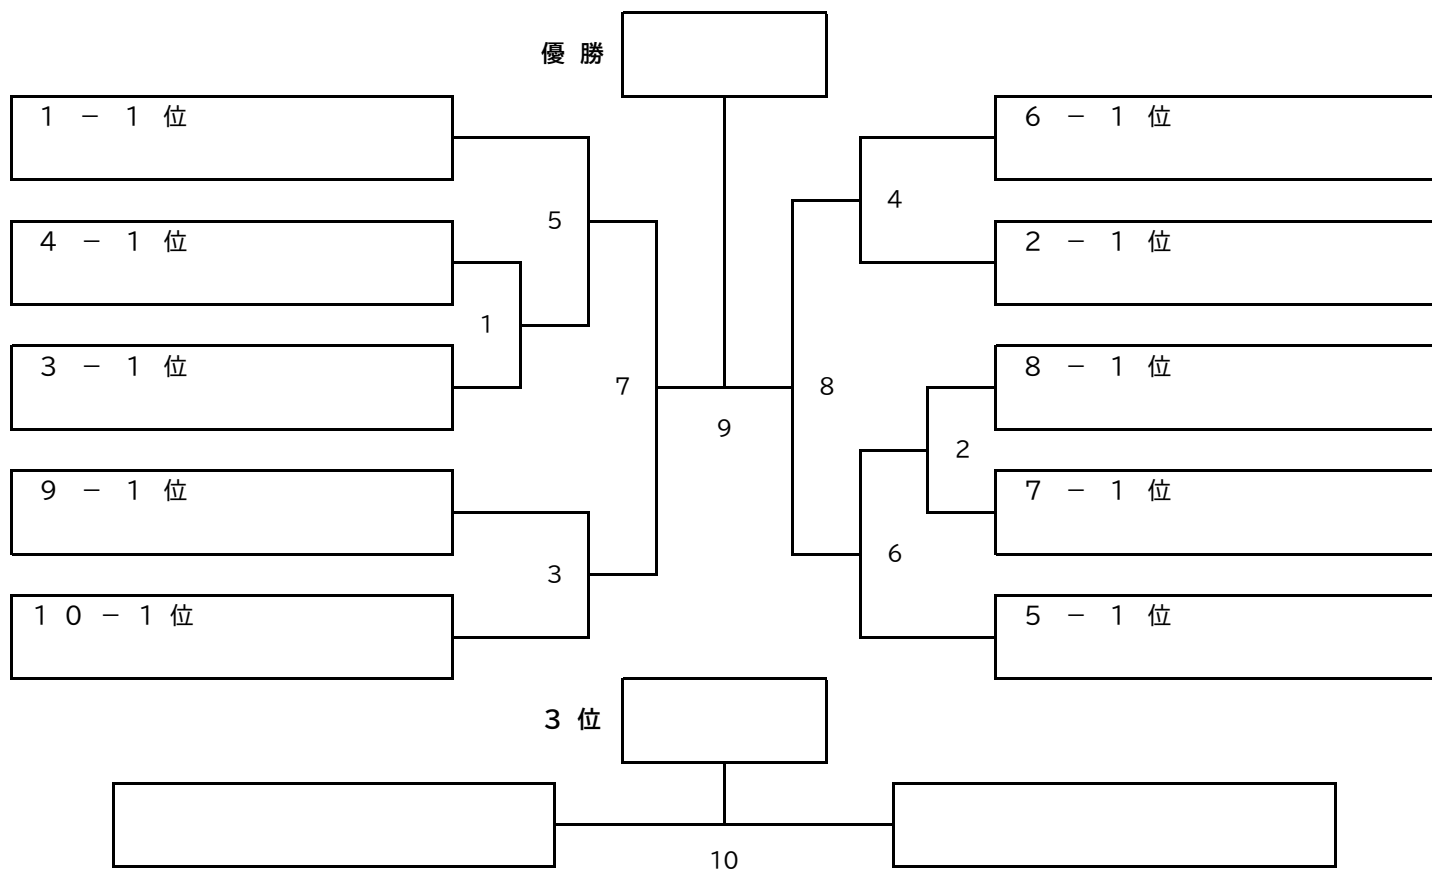 優 勝
1 － 1 位
6 － 1 位
5
4
4 － 1 位
2 － 1 位
1
3 － 1 位
8 － 1 位
7
8
9
2
9 － 1 位
7 － 1 位
3
6
1 0 － 1 位
5 － 1 位
3 位
10